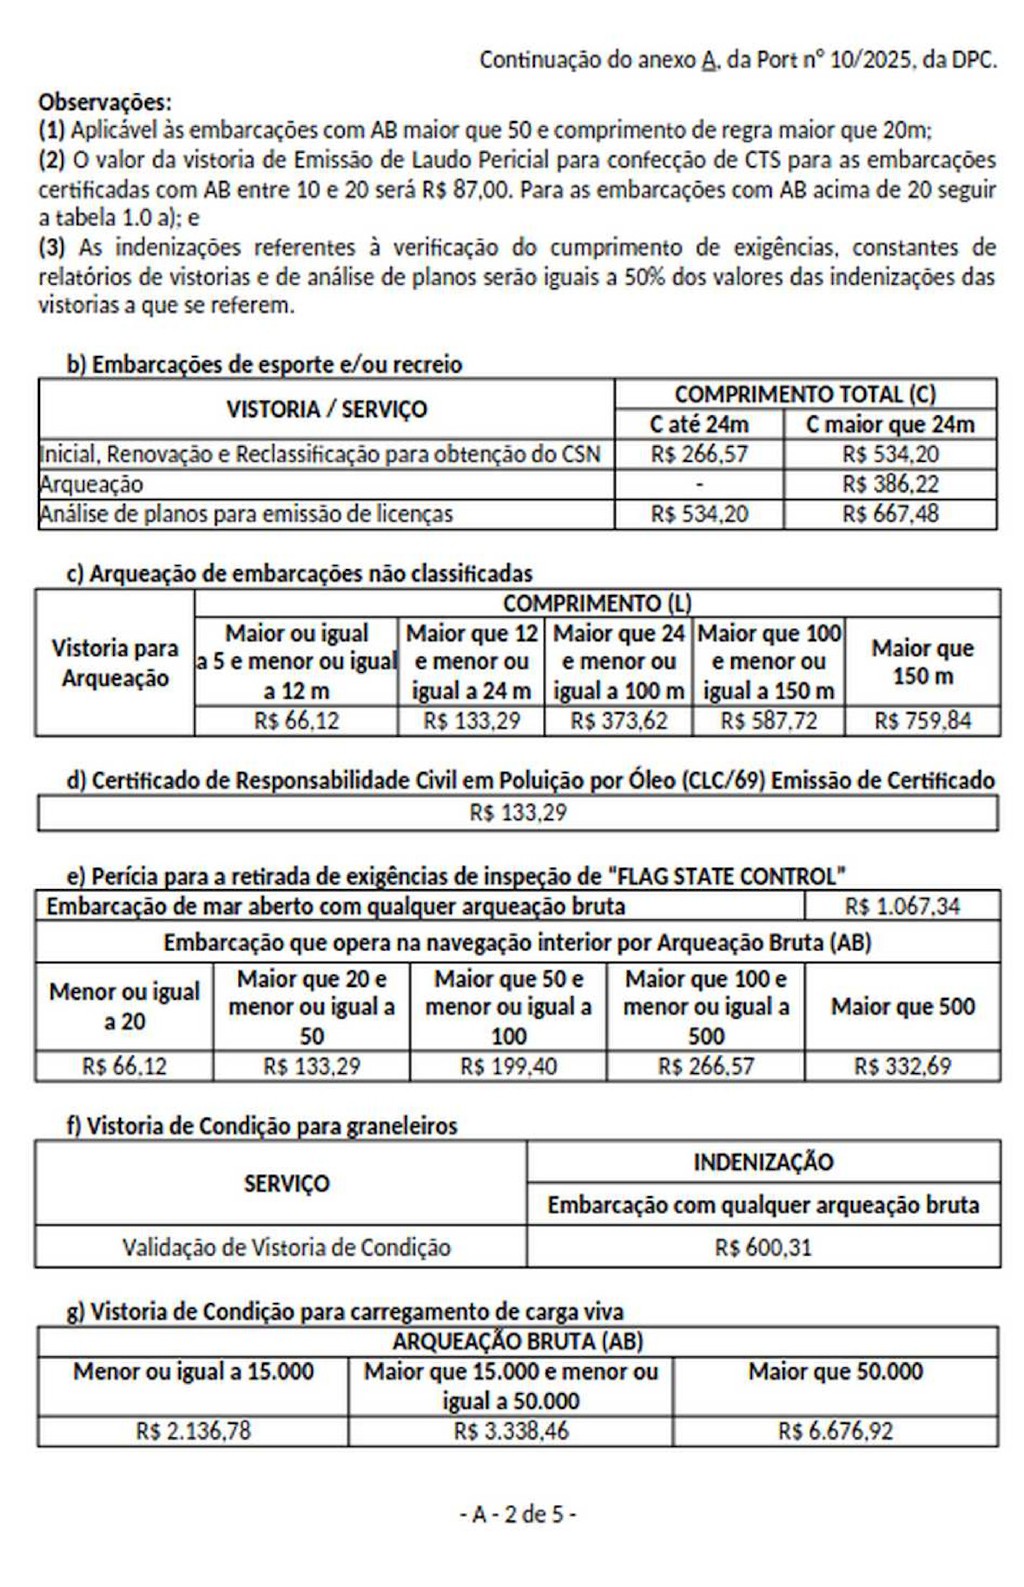 Continuação do anexo A, da Port nº 10/2025, da DPC.
Observações:
(1) Aplicável às embarcações com AB maior que 50 e comprimento de regra maior que 20m;
(2) O valor da vistoria de Emissão de Laudo Pericial para confecção de CTS para as embarcações
certificadas com AB entre 10 e 20 será R$ 87,00. Para as embarcações com AB acima de 20 seguir
a tabela 1.0 a); e
(3) As indenizações referentes à verificação do cumprimento de exigências, constantes de
relatórios de vistorias e de análise de planos serão iguais a 50% dos valores das indenizações das
vistorias a que se referem.
b) Embarcações de esporte e/ou recreio
VISTORIA / SERVIÇO
COMPRIMENTO TOTAL (C)
C até 24m C maior que 24m
Inicial, Renovação e Reclassificação para obtenção do CSN R$ 266,57 R$ 534,20
Arqueação - R$ 386,22
Análise de planos para emissão de licenças R$ 534,20 R$ 667,48
c) Arqueação de embarcações não classificadas
Vistoria para
Arqueação
COMPRIMENTO (L)
Maior ou igual
a 5 e menor ou igual
a 12 m
Maior que 12
e menor ou
igual a 24 m
Maior que 24
e menor ou
igual a 100 m
Maior que 100
e menor ou
igual a 150 m
Maior que
150 m
R$ 66,12 R$ 133,29 R$ 373,62 R$ 587,72 R$ 759,84
d) Certificado de Responsabilidade Civil em Poluição por Óleo (CLC/69) Emissão de Certificado
R$ 133,29
e) Perícia para a retirada de exigências de inspeção de “FLAG STATE CONTROL”
Embarcação de mar aberto com qualquer arqueação bruta R$ 1.067,34
Embarcação que opera na navegação interior por Arqueação Bruta (AB)
Menor ou igual
a 20
Maior que 20 e
menor ou igual a
50
Maior que 50 e
menor ou igual a
100
Maior que 100 e
menor ou igual a
500
Maior que 500
R$ 66,12 R$ 133,29 R$ 199,40 R$ 266,57 R$ 332,69
f) Vistoria de Condição para graneleiros
SERVIÇO
INDENIZAÇÃO
Embarcação com qualquer arqueação bruta
Validação de Vistoria de Condição R$ 600,31
g) Vistoria de Condição para carregamento de carga viva
ARQUEAÇÃO BRUTA (AB)
Menor ou igual a 15.000
Maior que 15.000 e menor ou
igual a 50.000
Maior que 50.000
R$ 2.136,78 R$ 3.338,46 R$ 6.676,92
- A - 2 de 5 -